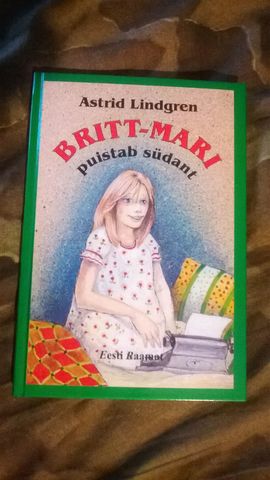 Astrid Lindgren
BRITT-MARI
puistab südant
Eesti Raamat